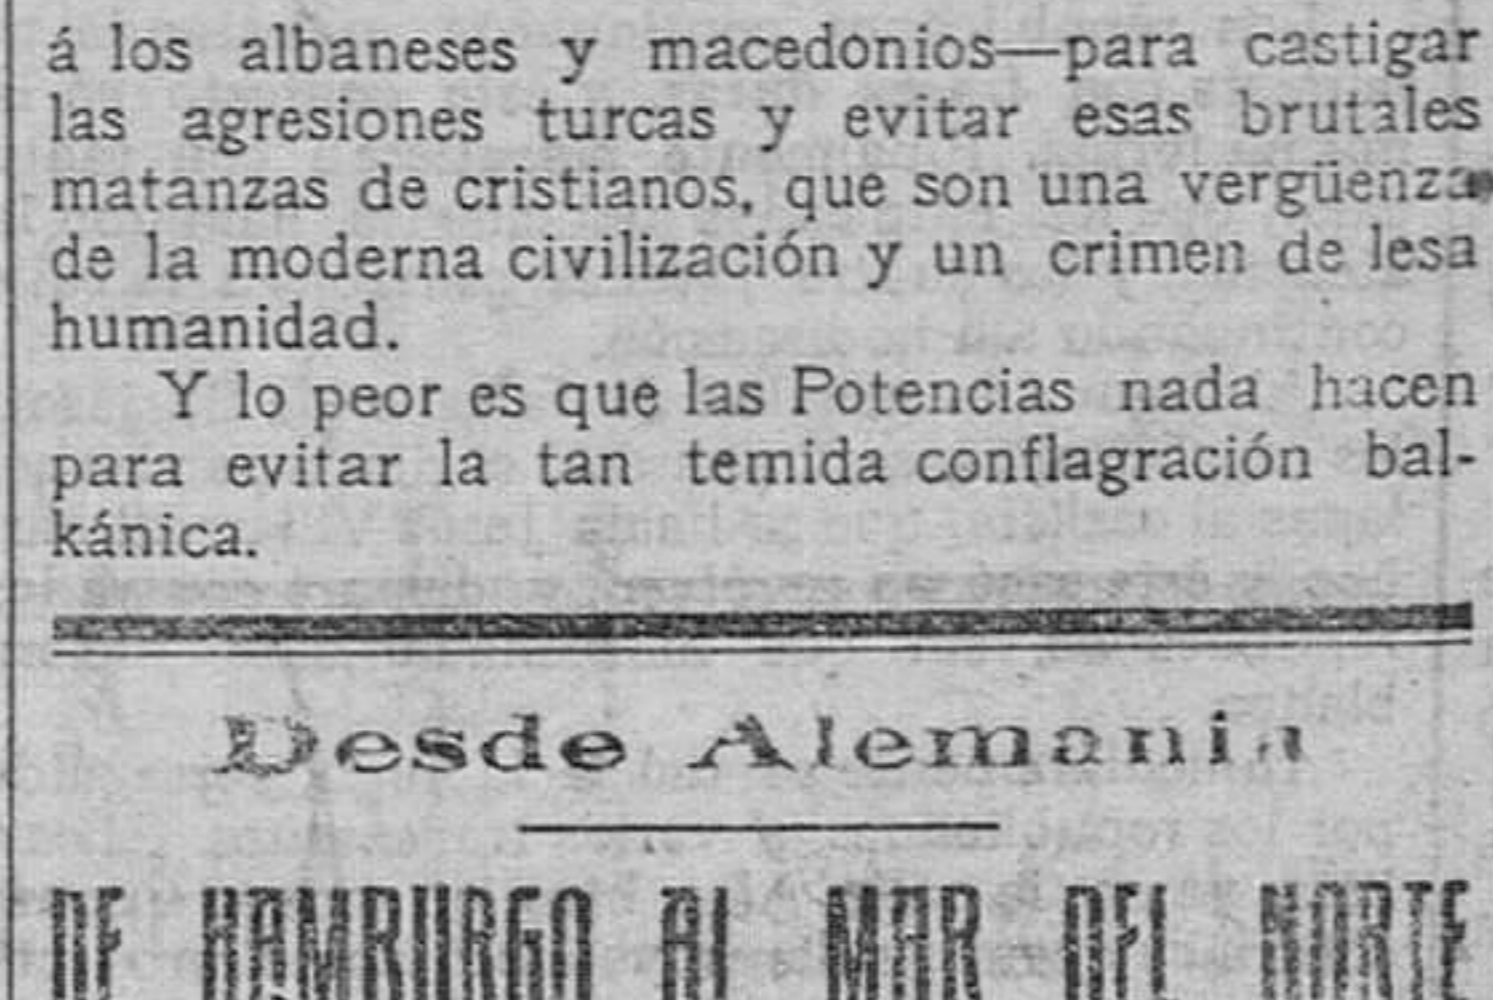 á los albaneses y macedonios—para castigar
las agresiones turcas y evitar esas brutales
matanzas de cristianos, que son una vergüenza
de la moderna civilización y un crimen de lesa
humanidad.
Y lo peor es que las Potencias nada hacen
para evitar la tan temida conflagración bal-
kánica.
Desde Alemania
DE HAMBURGO AL MAR DEL NORTE